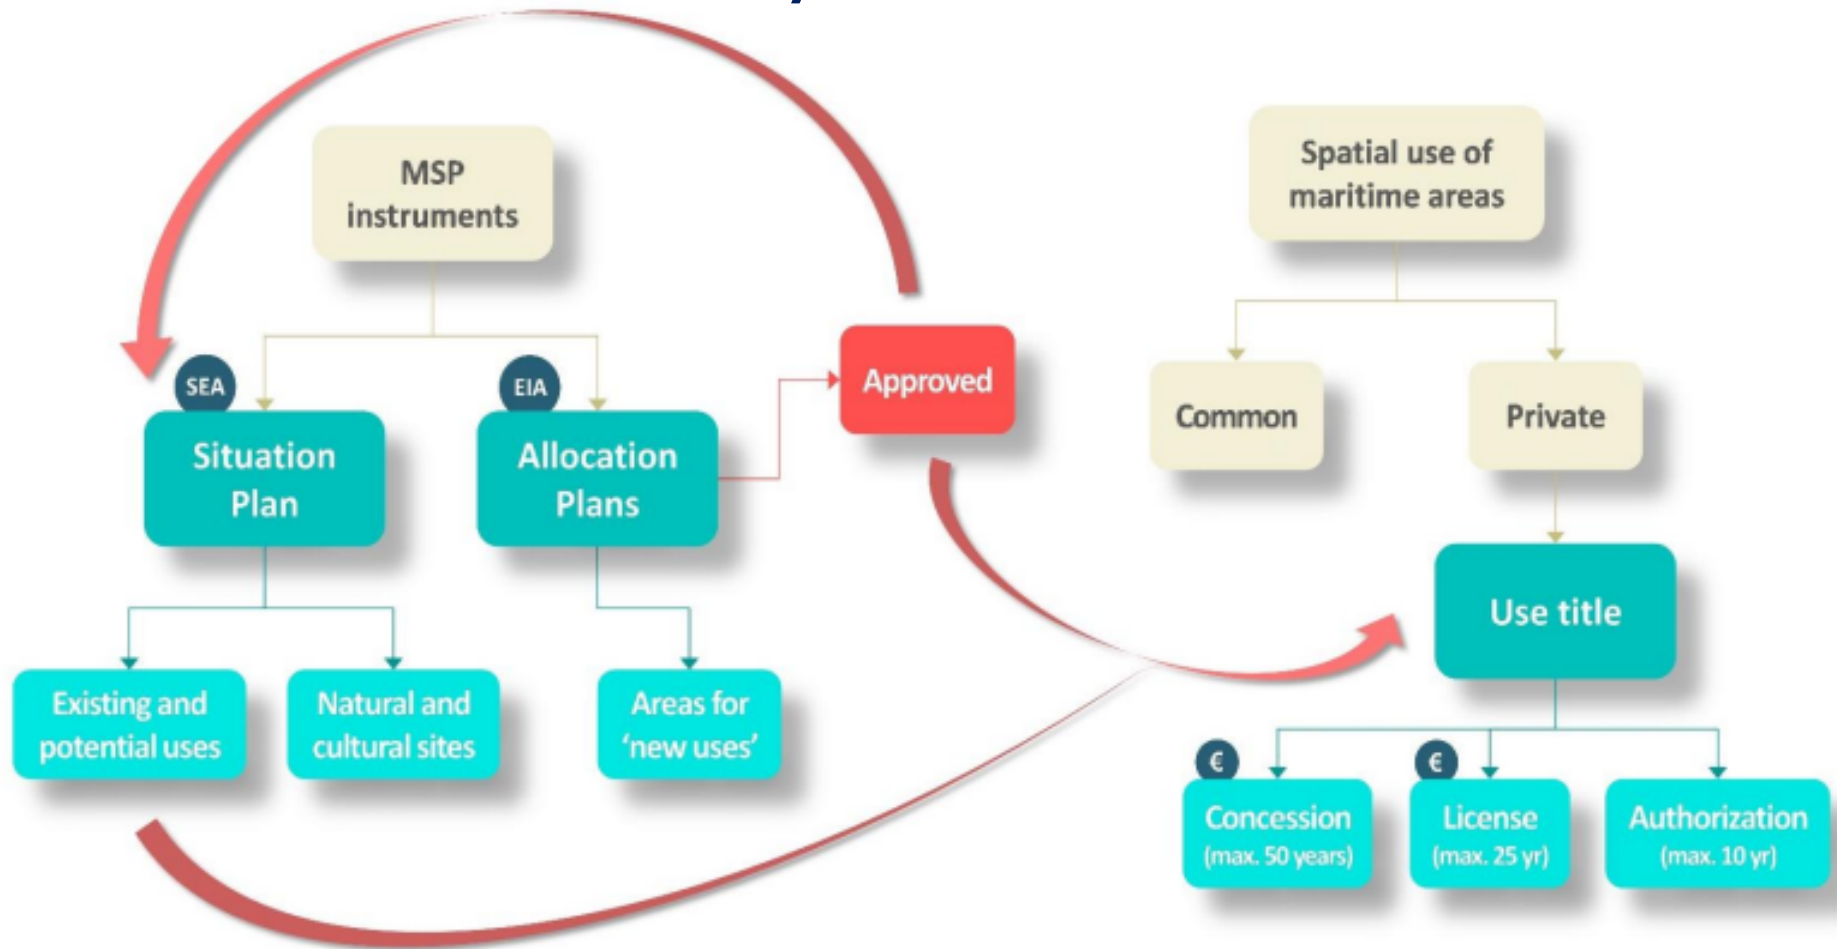 MSP
instruments
SEA
Situation
Plan
EIA
Allocation
Plans
Approved
Existing and
potential uses
Natural and
cultural sites
Areas for
‘new uses’
Spatial use of
maritime areas
Common
Private
Use title
€
Concession
(max. 50 years)
€
License
(max. 25 yr)
Authorization
(max. 10 yr)